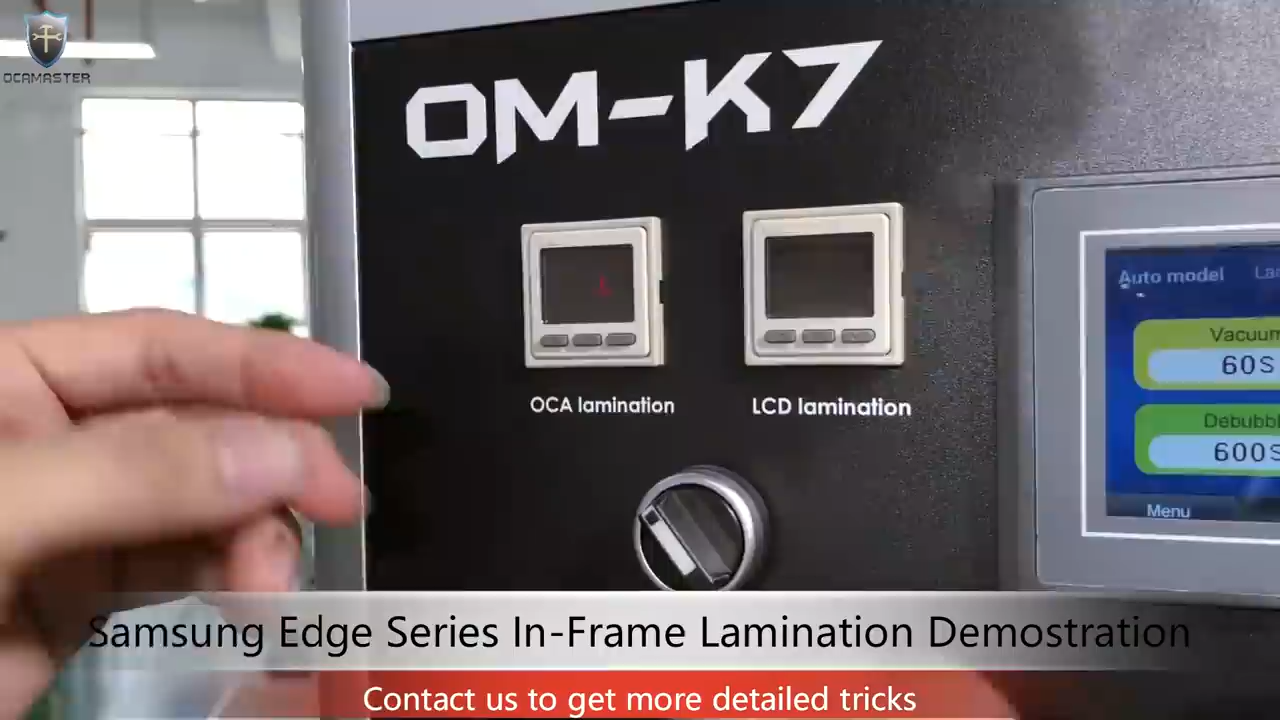 OCAMASTER
OM-K7
OCA lamination
LCD lamination
Auto model
Vacuum
60S
Debubbl
600S
Menu
Samsung Edge Series In-Frame Lamination Demostration
Contact us to get more detailed tricks